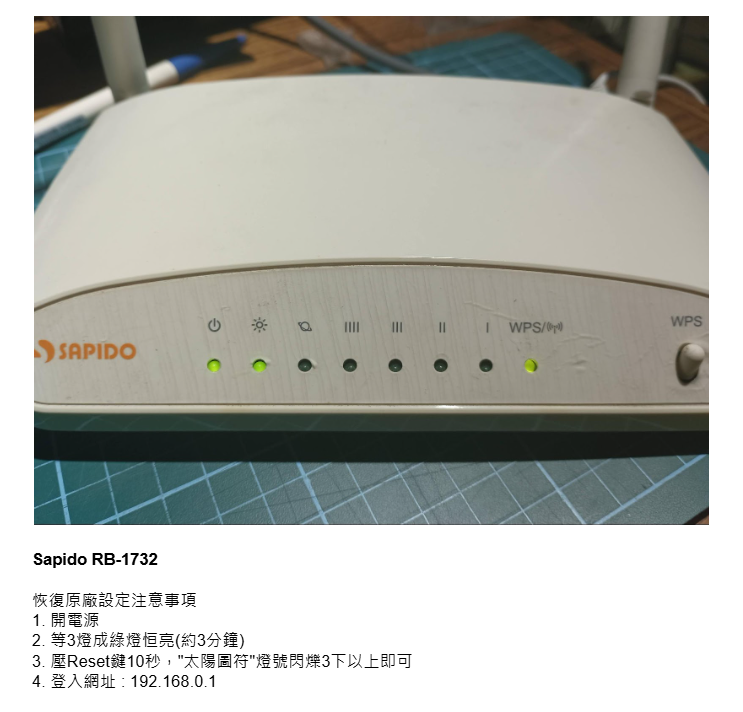 WPS/
WPS
SAPIDO
Sapido RB-1732
恢復原廠設定注意事項
1. 開電源
2. 等3燈成綠燈恒亮(約3分鐘)
3. 壓Reset鍵10秒，"太陽圖符"燈號閃爍3下以上即可
4. 登入網址 : 192.168.0.1